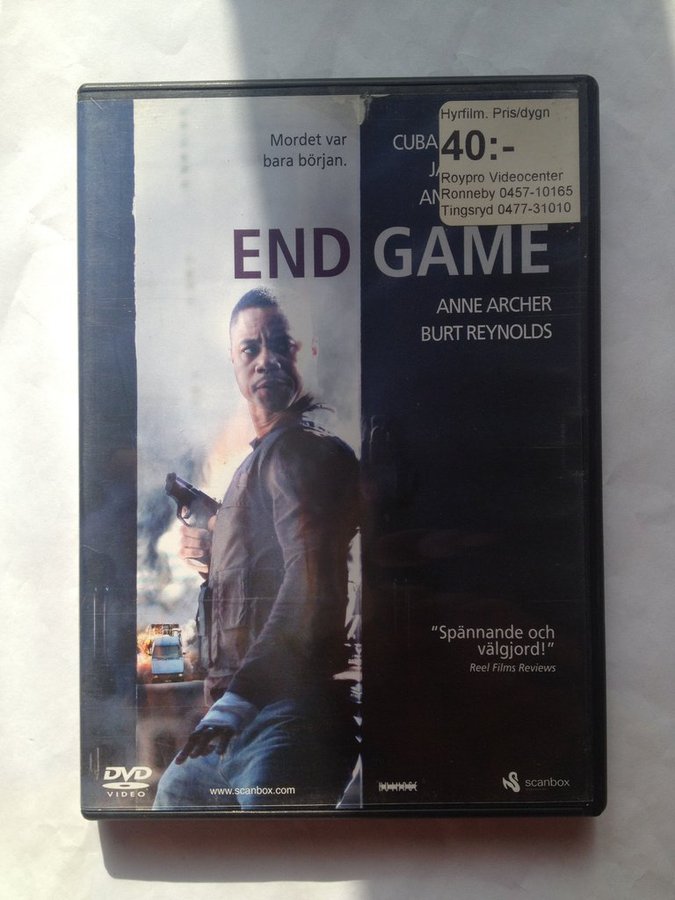 Mordet var
bara början.
CUBA
Hyrfilm. Pris/dygn
40:-
Roypro Videocenter
Ronneby 0457-10165
Tingsryd 0477-31010
END GAME
ANNE ARCHER
BURT REYNOLDS
"Spännande och
välgjord!"
Reel Films Reviews
DVD
VIDEO
www.scanbox.com
scanbox